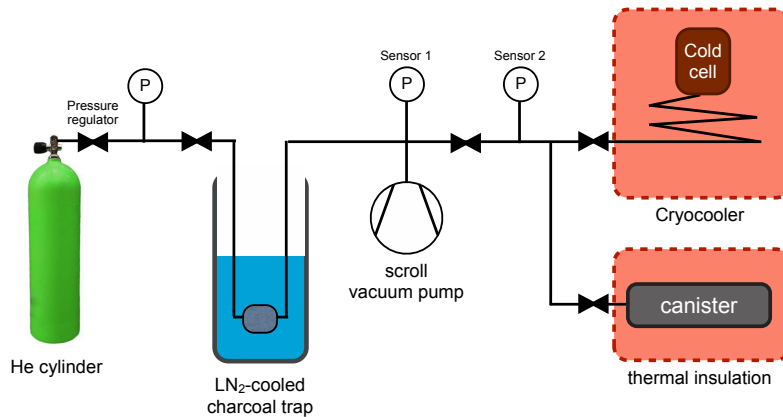 Sensor 1
Sensor 2
Cold
cell
P
P
P
Pressure
regulator
Cryocooler
scroll
vacuum pump
canister
He cylinder
LN₂-cooled
charcoal trap
thermal insulation